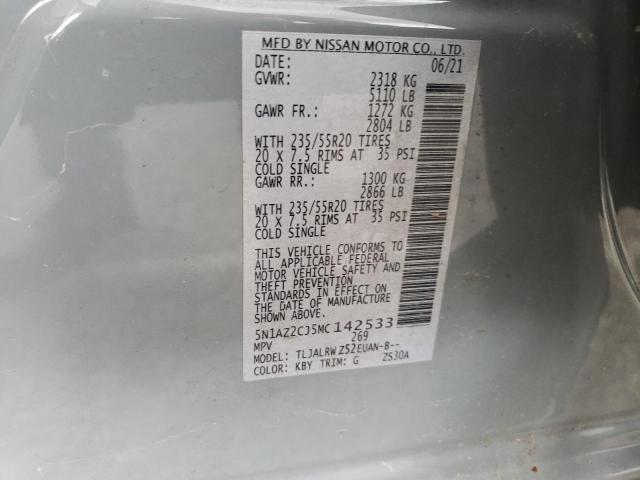 MFD BY NISSAN MOTOR CO., LTD.
DATE: 06/21
GVWR: 2318 KG
5110 LB
GAWR FR.: 1272 KG
2804 LB
WITH 235/55R20 TIRES
20 X 7.5 RIMS AT 35 PSI
COLD SINGLE
GAWR RR.: 1300 KG
2866 LB
WITH 235/55R20 TIRES
20 X 7.5 RIMS AT 35 PSI
COLD SINGLE
THIS VEHICLE CONFORMS TO
ALL APPLICABLE FEDERAL
MOTOR VEHICLE SAFETY AND
THEFT PREVENTION
STANDARDS IN EFFECT ON
THE DATE OF MANUFACTURE
SHOWN ABOVE.
5N1AZ2CJ5MC142533
MPV 269
MODEL: TLJALRWZ52EUAN-B--
COLOR: KBY TRIM: G ZS30A